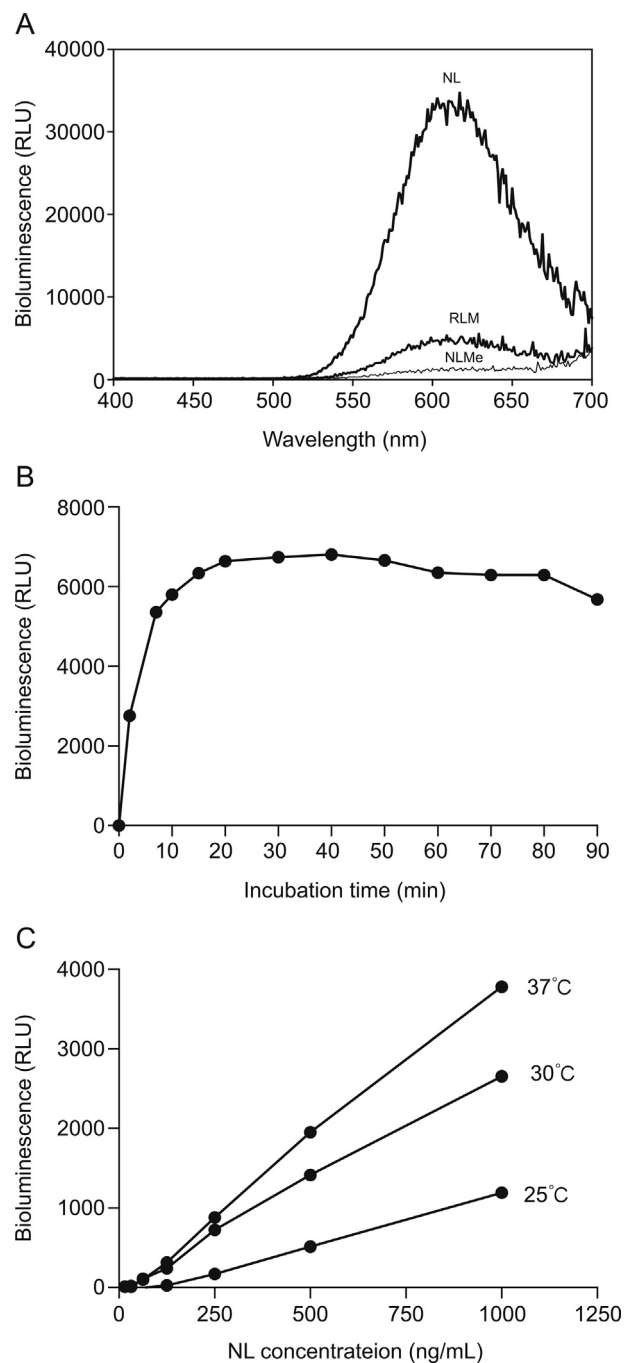 A
Bioluminescence (RLU)
40000
30000
20000
10000
0
NL
RLM
NLMe
400 450 500 550 600 650 700
Wavelength (nm)
B
Bioluminescence (RLU)
8000
6000
4000
2000
0
0 10 20 30 40 50 60 70 80 90
Incubation time (min)
C
Bioluminescence (RLU)
4000
3000
2000
1000
0
37°C
30°C
25°C
0 250 500 750 1000 1250
NL concentrateion (ng/mL)